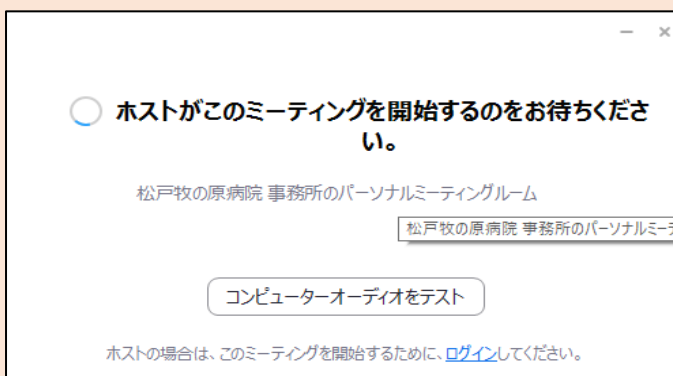 ホストがこのミーティングを開始するのをお待ちくださ
い。
松戸牧の原病院 事務所のパーソナルミーティングルーム
松戸牧の原病院 事務所のパーソナルミーテ
コンピューターオーディオをテスト
ホストの場合は、このミーティングを開始するために、ログインしてください。